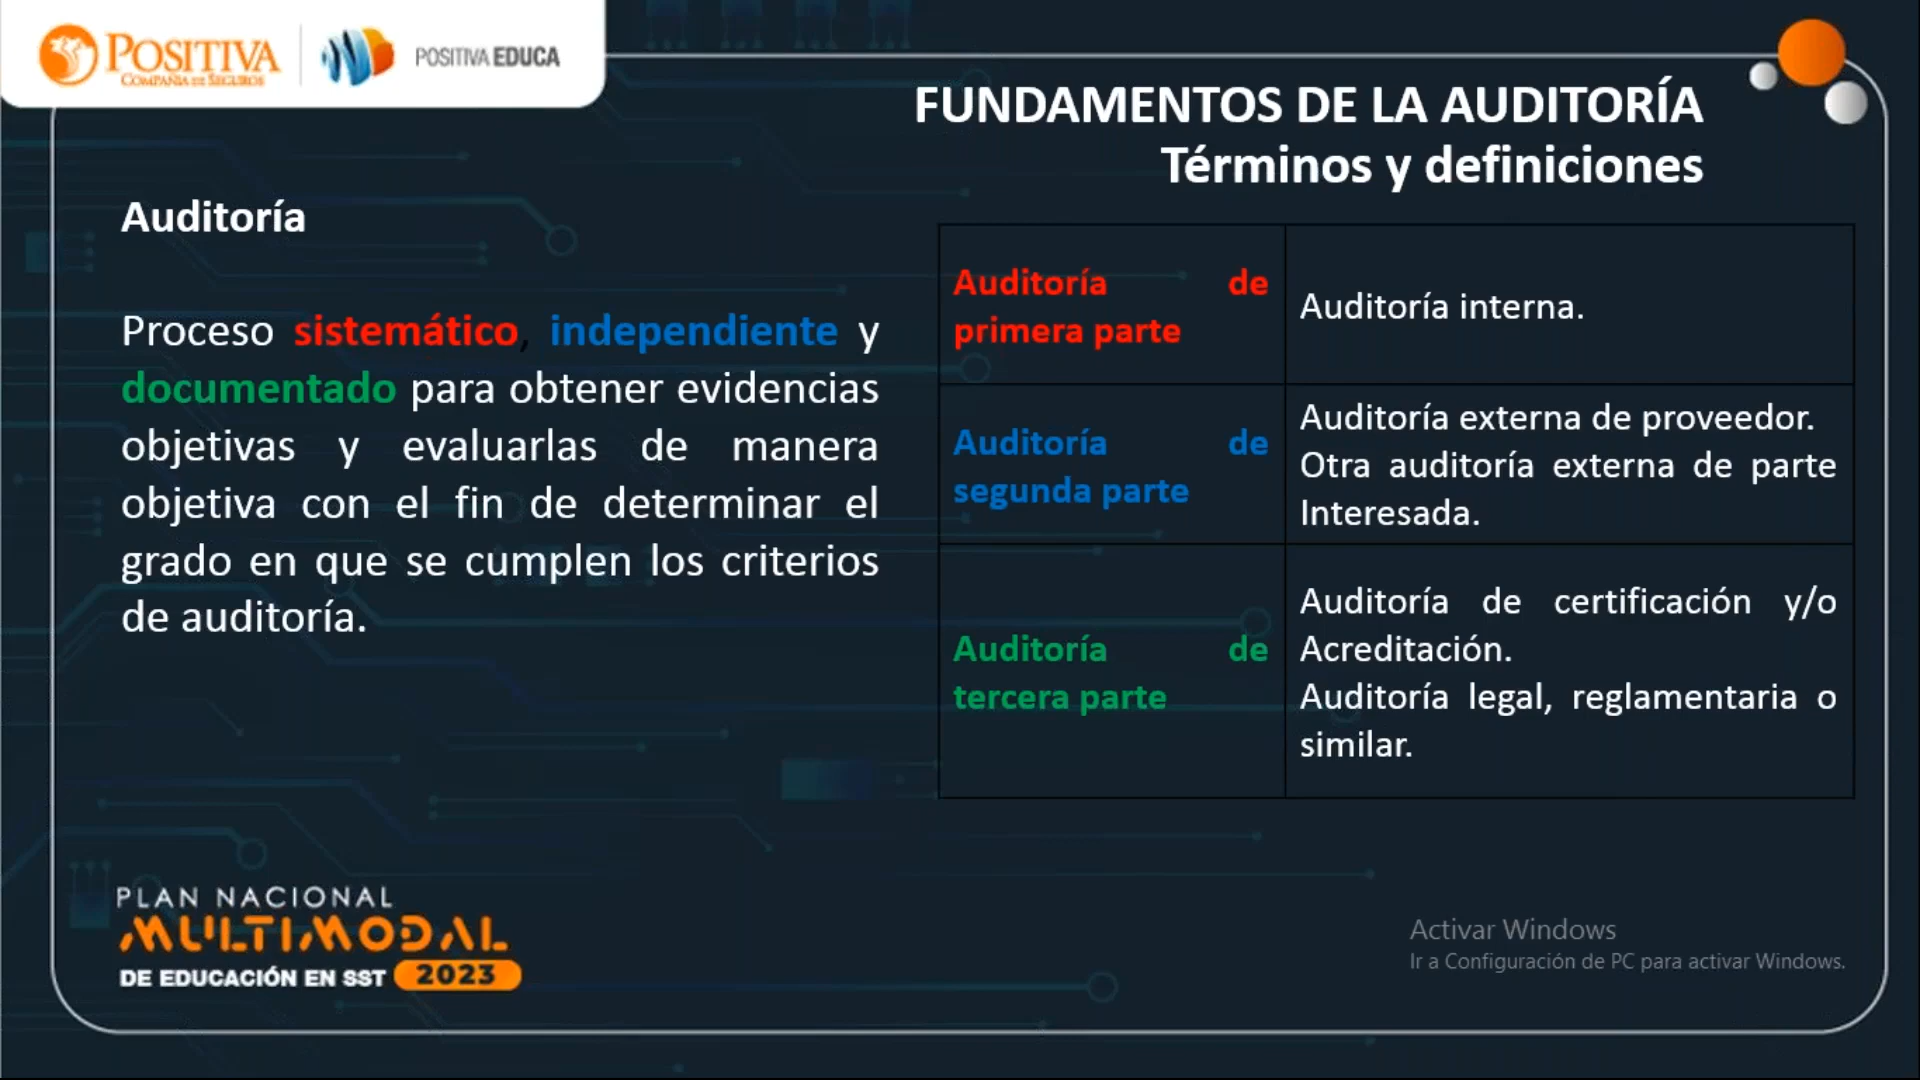 POSITIVA
COMPAÑÍA DE SEGUROS
POSITIVA EDUCA
FUNDAMENTOS DE LA AUDITORÍA
Términos y definiciones
Auditoría
Proceso sistemático, independiente y
documentado para obtener evidencias
objetivas y evaluarlas de manera
objetiva con el fin de determinar el
grado en que se cumplen los criterios
de auditoría.
Auditoría de
primera parte
Auditoría interna.
Auditoría de
segunda parte
Auditoría externa de proveedor.
Otra auditoría externa de parte
Interesada.
Auditoría de
tercera parte
Auditoría de certificación y/o
Acreditación.
Auditoría legal, reglamentaria o
similar.
PLAN NACIONAL
MULTIMODAL
DE EDUCACIÓN EN SST 2023
Activar Windows
Ir a Configuración de PC para activar Windows.